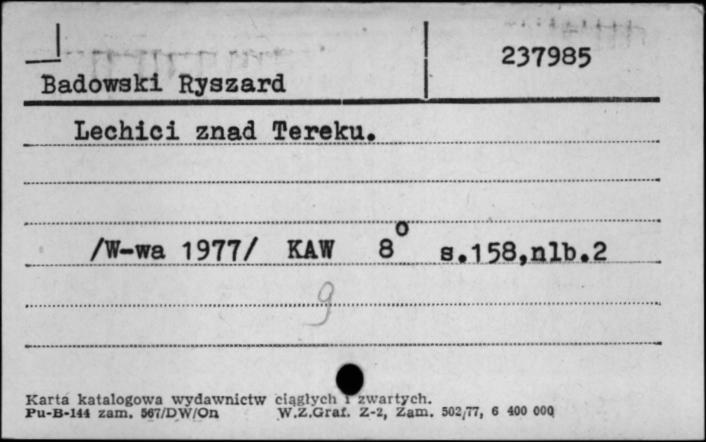 237985
Badowski Ryszard
Lechici znad Tereku.
/W-wa 1977/ KAW 8° s.158,nlb.2
9
Karta katalogowa wydawnictw ciągłych i zwartych.
Pu-B-144 zam. 567/DW/On W.Z.Graf. Z-2, Zam. 502/77, 6 400 000